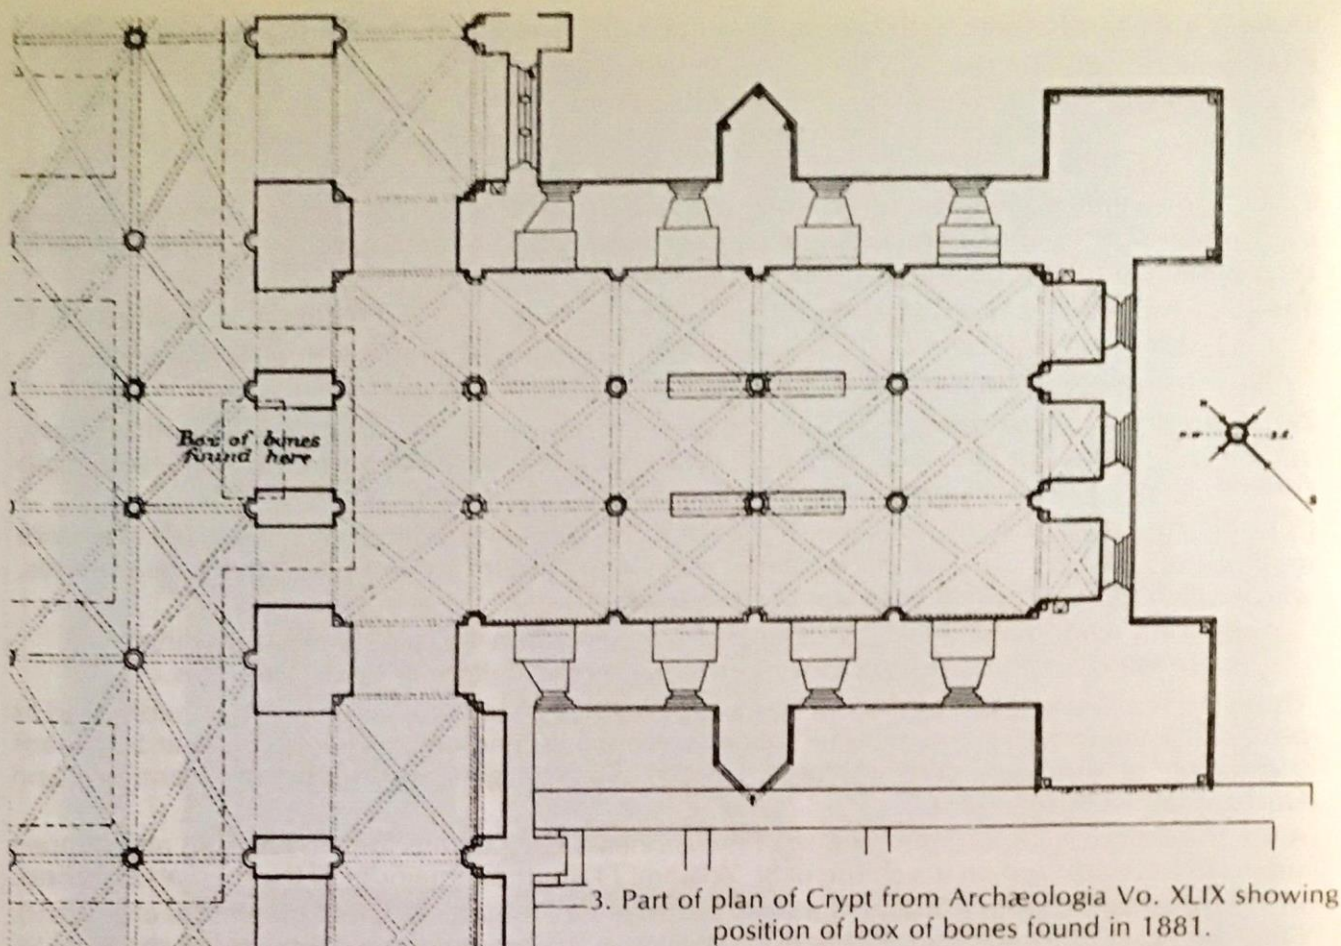 Box of bones
found here
3. Part of plan of Crypt from Archæologia Vo. XLIX showing
position of box of bones found in 1881.